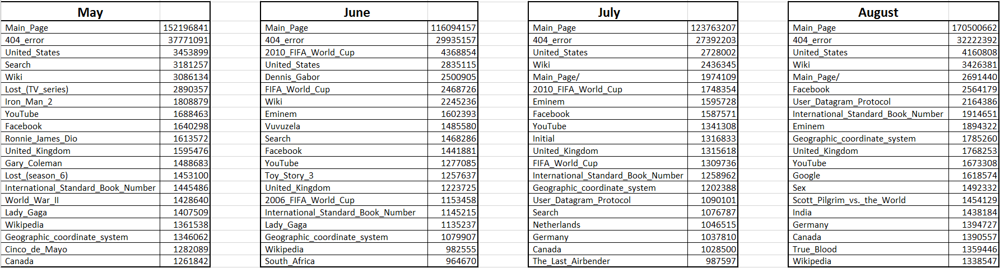 May June July August
Main_Page 152196841 Main_Page 116094157 Main_Page 123763207 Main_Page 170500662
404_error 37771091 404_error 29935157 404_error 27392203 404_error 32222392
United_States 3453899 2010_FIFA_World_Cup 4368854 United_States 2728002 United_States 4160808
Search 3181257 United_States 2835115 Wiki 2436345 Wiki 3426381
Wiki 3086134 Dennis_Gabor 2500905 Main_Page/ 1974109 Main_Page/ 2691440
Lost_(TV_series) 2890357 FIFA_World_Cup 2468726 2010_FIFA_World_Cup 1748354 Facebook 2564179
Iron_Man_2 1808879 Wiki 2245236 Eminem 1595728 User_Datagram_Protocol 2164386
YouTube 1688463 Eminem 1602393 Facebook 1587571 International_Standard_Book_Number 1914651
Facebook 1640298 Vuvuzela 1485580 YouTube 1341308 Eminem 1894322
Ronnie_James_Dio 1613572 Search 1468286 Initial 1316833 Geographic_coordinate_system 1785260
United_Kingdom 1595476 Facebook 1441881 United_Kingdom 1315618 United_Kingdom 1768253
Gary_Coleman 1488683 YouTube 1277085 FIFA_World_Cup 1309736 YouTube 1673308
Lost_(season_6) 1453100 Toy_Story_3 1257637 International_Standard_Book_Number 1258962 Google 1618574
International_Standard_Book_Number 1445486 United_Kingdom 1223725 Geographic_coordinate_system 1202388 Sex 1492332
World_War_II 1428640 2006_FIFA_World_Cup 1153458 User_Datagram_Protocol 1090101 Scott_Pilgrim_vs._the_World 1454129
Lady_Gaga 1407509 International_Standard_Book_Number 1145215 Search 1076787 India 1438184
Wikipedia 1361538 Lady_Gaga 1135237 Netherlands 1046515 Germany 1394727
Geographic_coordinate_system 1346062 Geographic_coordinate_system 1079907 Germany 1037810 Canada 1390557
Cinco_de_Mayo 1282089 Wikipedia 982555 Canada 1028500 True_Blood 1359446
Canada 1261842 South_Africa 964670 The_Last_Airbender 987597 Wikipedia 1338547